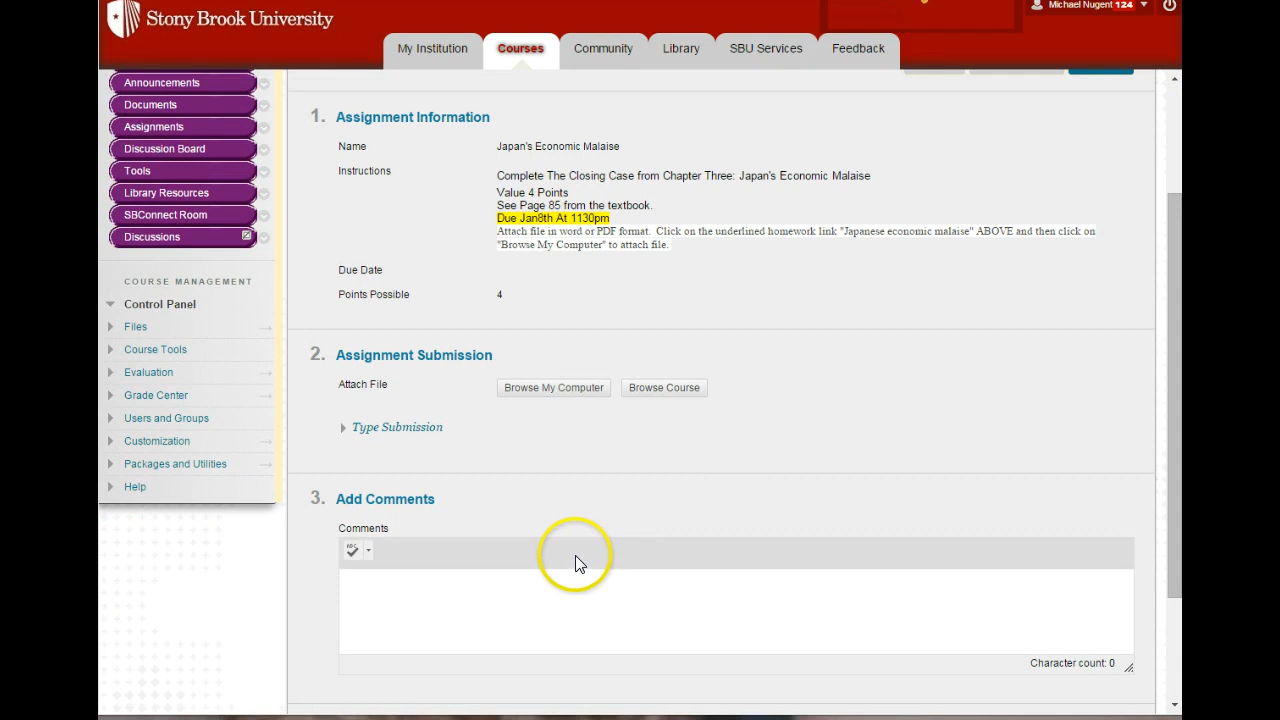 Stony Brook University
Michael Nugent 124
My Institution
Courses
Community
Library
SBU Services
Feedback
Announcements
Documents
Assignments
Discussion Board
Tools
Library Resources
SBConnect Room
Discussions
COURSE MANAGEMENT
Control Panel
Files
Course Tools
Evaluation
Grade Center
Users and Groups
Customization
Packages and Utilities
Help
1. Assignment Information
Name Japan's Economic Malaise
Instructions Complete The Closing Case from Chapter Three: Japan's Economic Malaise
Value 4 Points
See Page 85 from the textbook.
Due Jan8th At 1130pm
Attach file in word or PDF format. Click on the underlined homework link "Japanese economic malaise" ABOVE and then click on
"Browse My Computer" to attach file.
Due Date
Points Possible 4
2. Assignment Submission
Attach File Browse My Computer Browse Course
Type Submission
3. Add Comments
Comments
ABC
Character count: 0